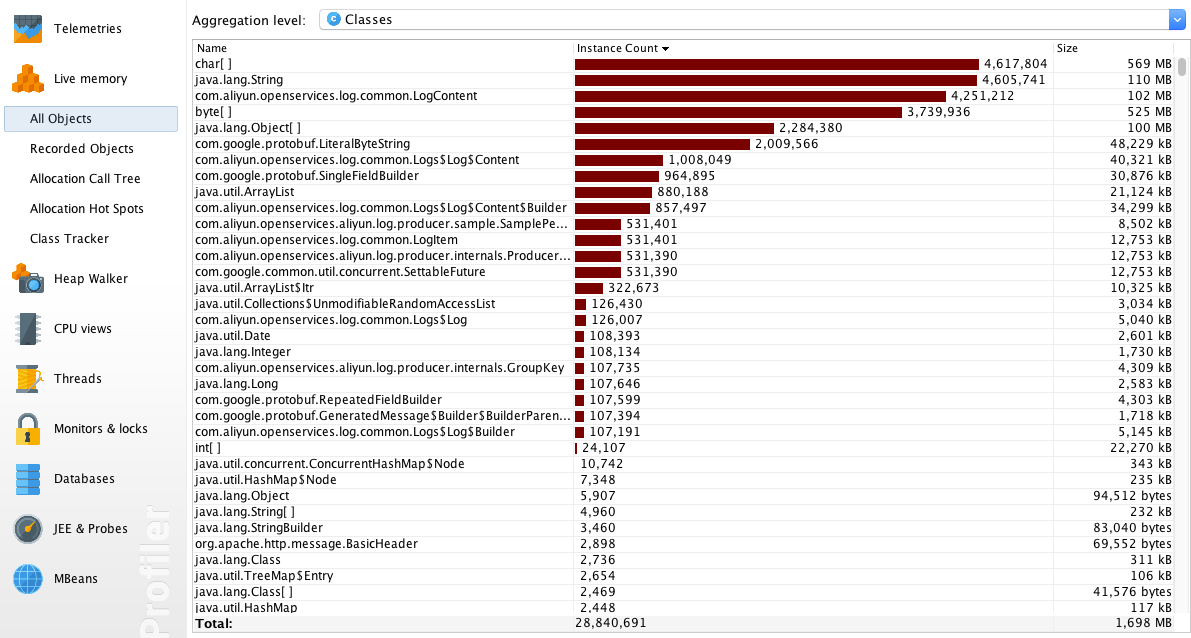 Telemetries
Live memory
All Objects
Recorded Objects
Allocation Call Tree
Allocation Hot Spots
Class Tracker
Heap Walker
CPU views
Threads
Monitors & locks
Databases
JEE & Probes
MBeans
Profiler
Aggregation level: C Classes
Name Instance Count Size
char[ ] 4,617,804 569 MB
java.lang.String 4,605,741 110 MB
com.aliyun.openservices.log.common.LogContent 4,251,212 102 MB
byte[ ] 3,739,936 525 MB
java.lang.Object[ ] 2,284,380 100 MB
com.google.protobuf.LiteralByteString 2,009,566 48,229 kB
com.aliyun.openservices.log.common.Logs$Log$Content 1,008,049 40,321 kB
com.google.protobuf.SingleFieldBuilder 964,895 30,876 kB
java.util.ArrayList 880,188 21,124 kB
com.aliyun.openservices.log.common.Logs$Log$Content$Builder 857,497 34,299 kB
com.aliyun.openservices.aliyun.log.producer.sample.SamplePe... 531,401 8,502 kB
com.aliyun.openservices.log.common.LogItem 531,401 12,753 kB
com.aliyun.openservices.aliyun.log.producer.internals.Producer... 531,390 12,753 kB
com.google.common.util.concurrent.SettableFuture 531,390 12,753 kB
java.util.ArrayList$Itr 322,673 10,325 kB
java.util.Collections$UnmodifiableRandomAccessList 126,430 3,034 kB
com.aliyun.openservices.log.common.Logs$Log 126,007 5,040 kB
java.util.Date 108,393 2,601 kB
java.lang.Integer 108,134 1,730 kB
com.aliyun.openservices.aliyun.log.producer.internals.GroupKey 107,735 4,309 kB
java.lang.Long 107,646 2,583 kB
com.google.protobuf.RepeatedFieldBuilder 107,599 4,303 kB
com.google.protobuf.GeneratedMessage$Builder$BuilderParen... 107,394 1,718 kB
com.aliyun.openservices.log.common.Logs$Log$Builder 107,191 5,145 kB
int[ ] 24,107 22,270 kB
java.util.concurrent.ConcurrentHashMap$Node 10,742 343 kB
java.util.HashMap$Node 7,348 235 kB
java.lang.Object 5,907 94,512 bytes
java.lang.String[ ] 4,960 232 kB
java.lang.StringBuilder 3,460 83,040 bytes
org.apache.http.message.BasicHeader 2,898 69,552 bytes
java.lang.Class 2,736 311 kB
java.util.TreeMap$Entry 2,654 106 kB
java.lang.Class[ ] 2,469 41,576 bytes
java.util.HashMap 2,448 117 kB
Total: 28,840,691 1,698 MB